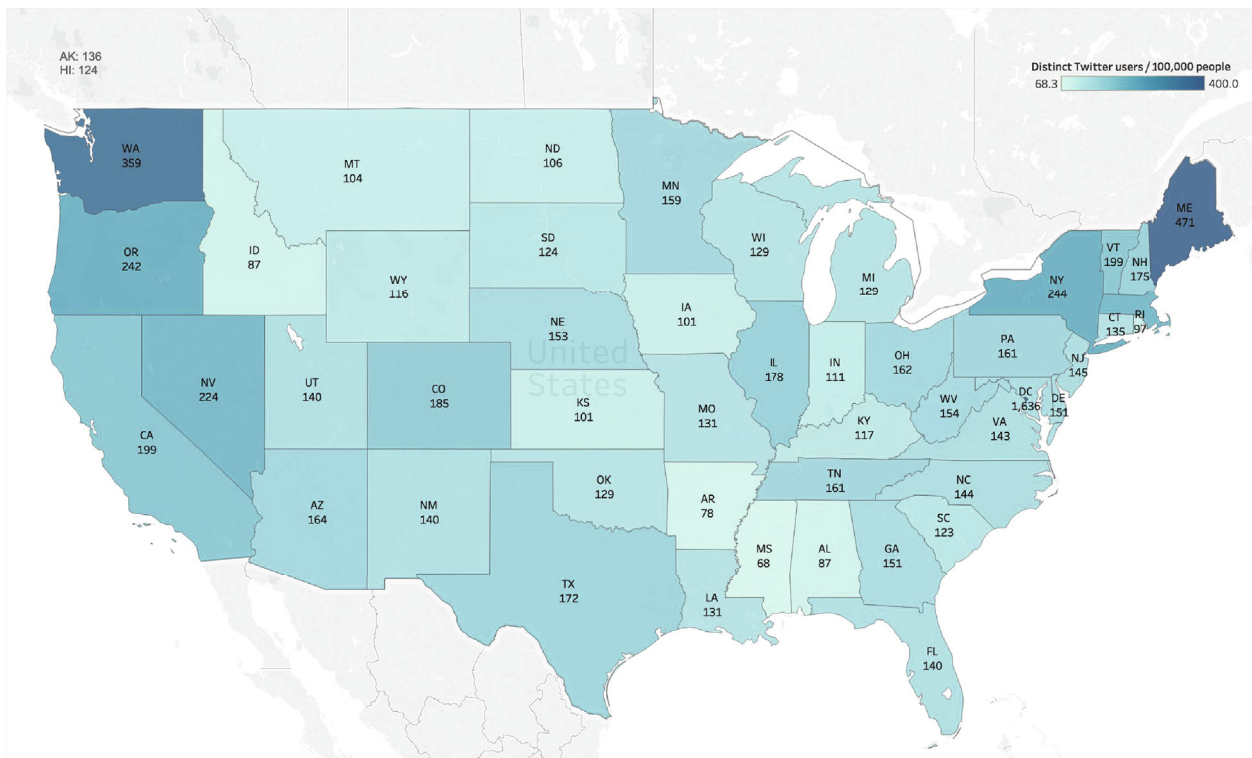 AK: 136
HI: 124
Distinct Twitter users / 100,000 people
68.3
400.0
WA
359
MT
104
ND
106
MN
159
ME
471
OR
242
ID
87
SD
124
WI
129
MI
129
VT
199
NH
175
NY
244
WY
116
IA
101
CT
135
RI
97
NE
153
United
States
PA
161
NJ
145
NV
224
UT
140
CO
185
KS
101
IL
178
IN
111
OH
162
DC
1,636
DE
151
WV
154
VA
143
CA
199
MO
131
KY
117
AZ
164
NM
140
OK
129
AR
78
TN
161
NC
144
SC
123
MS
68
AL
87
GA
151
TX
172
LA
131
FL
140